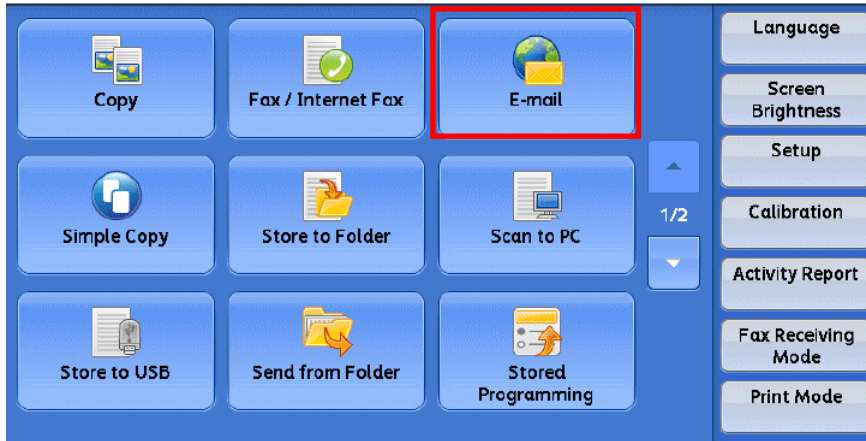 Copy
Fax / Internet Fax
E-mail
Simple Copy
Store to Folder
Scan to PC
Store to USB
Send from Folder
Stored
Programming
1/2
Language
Screen
Brightness
Setup
Calibration
Activity Report
Fax Receiving
Mode
Print Mode